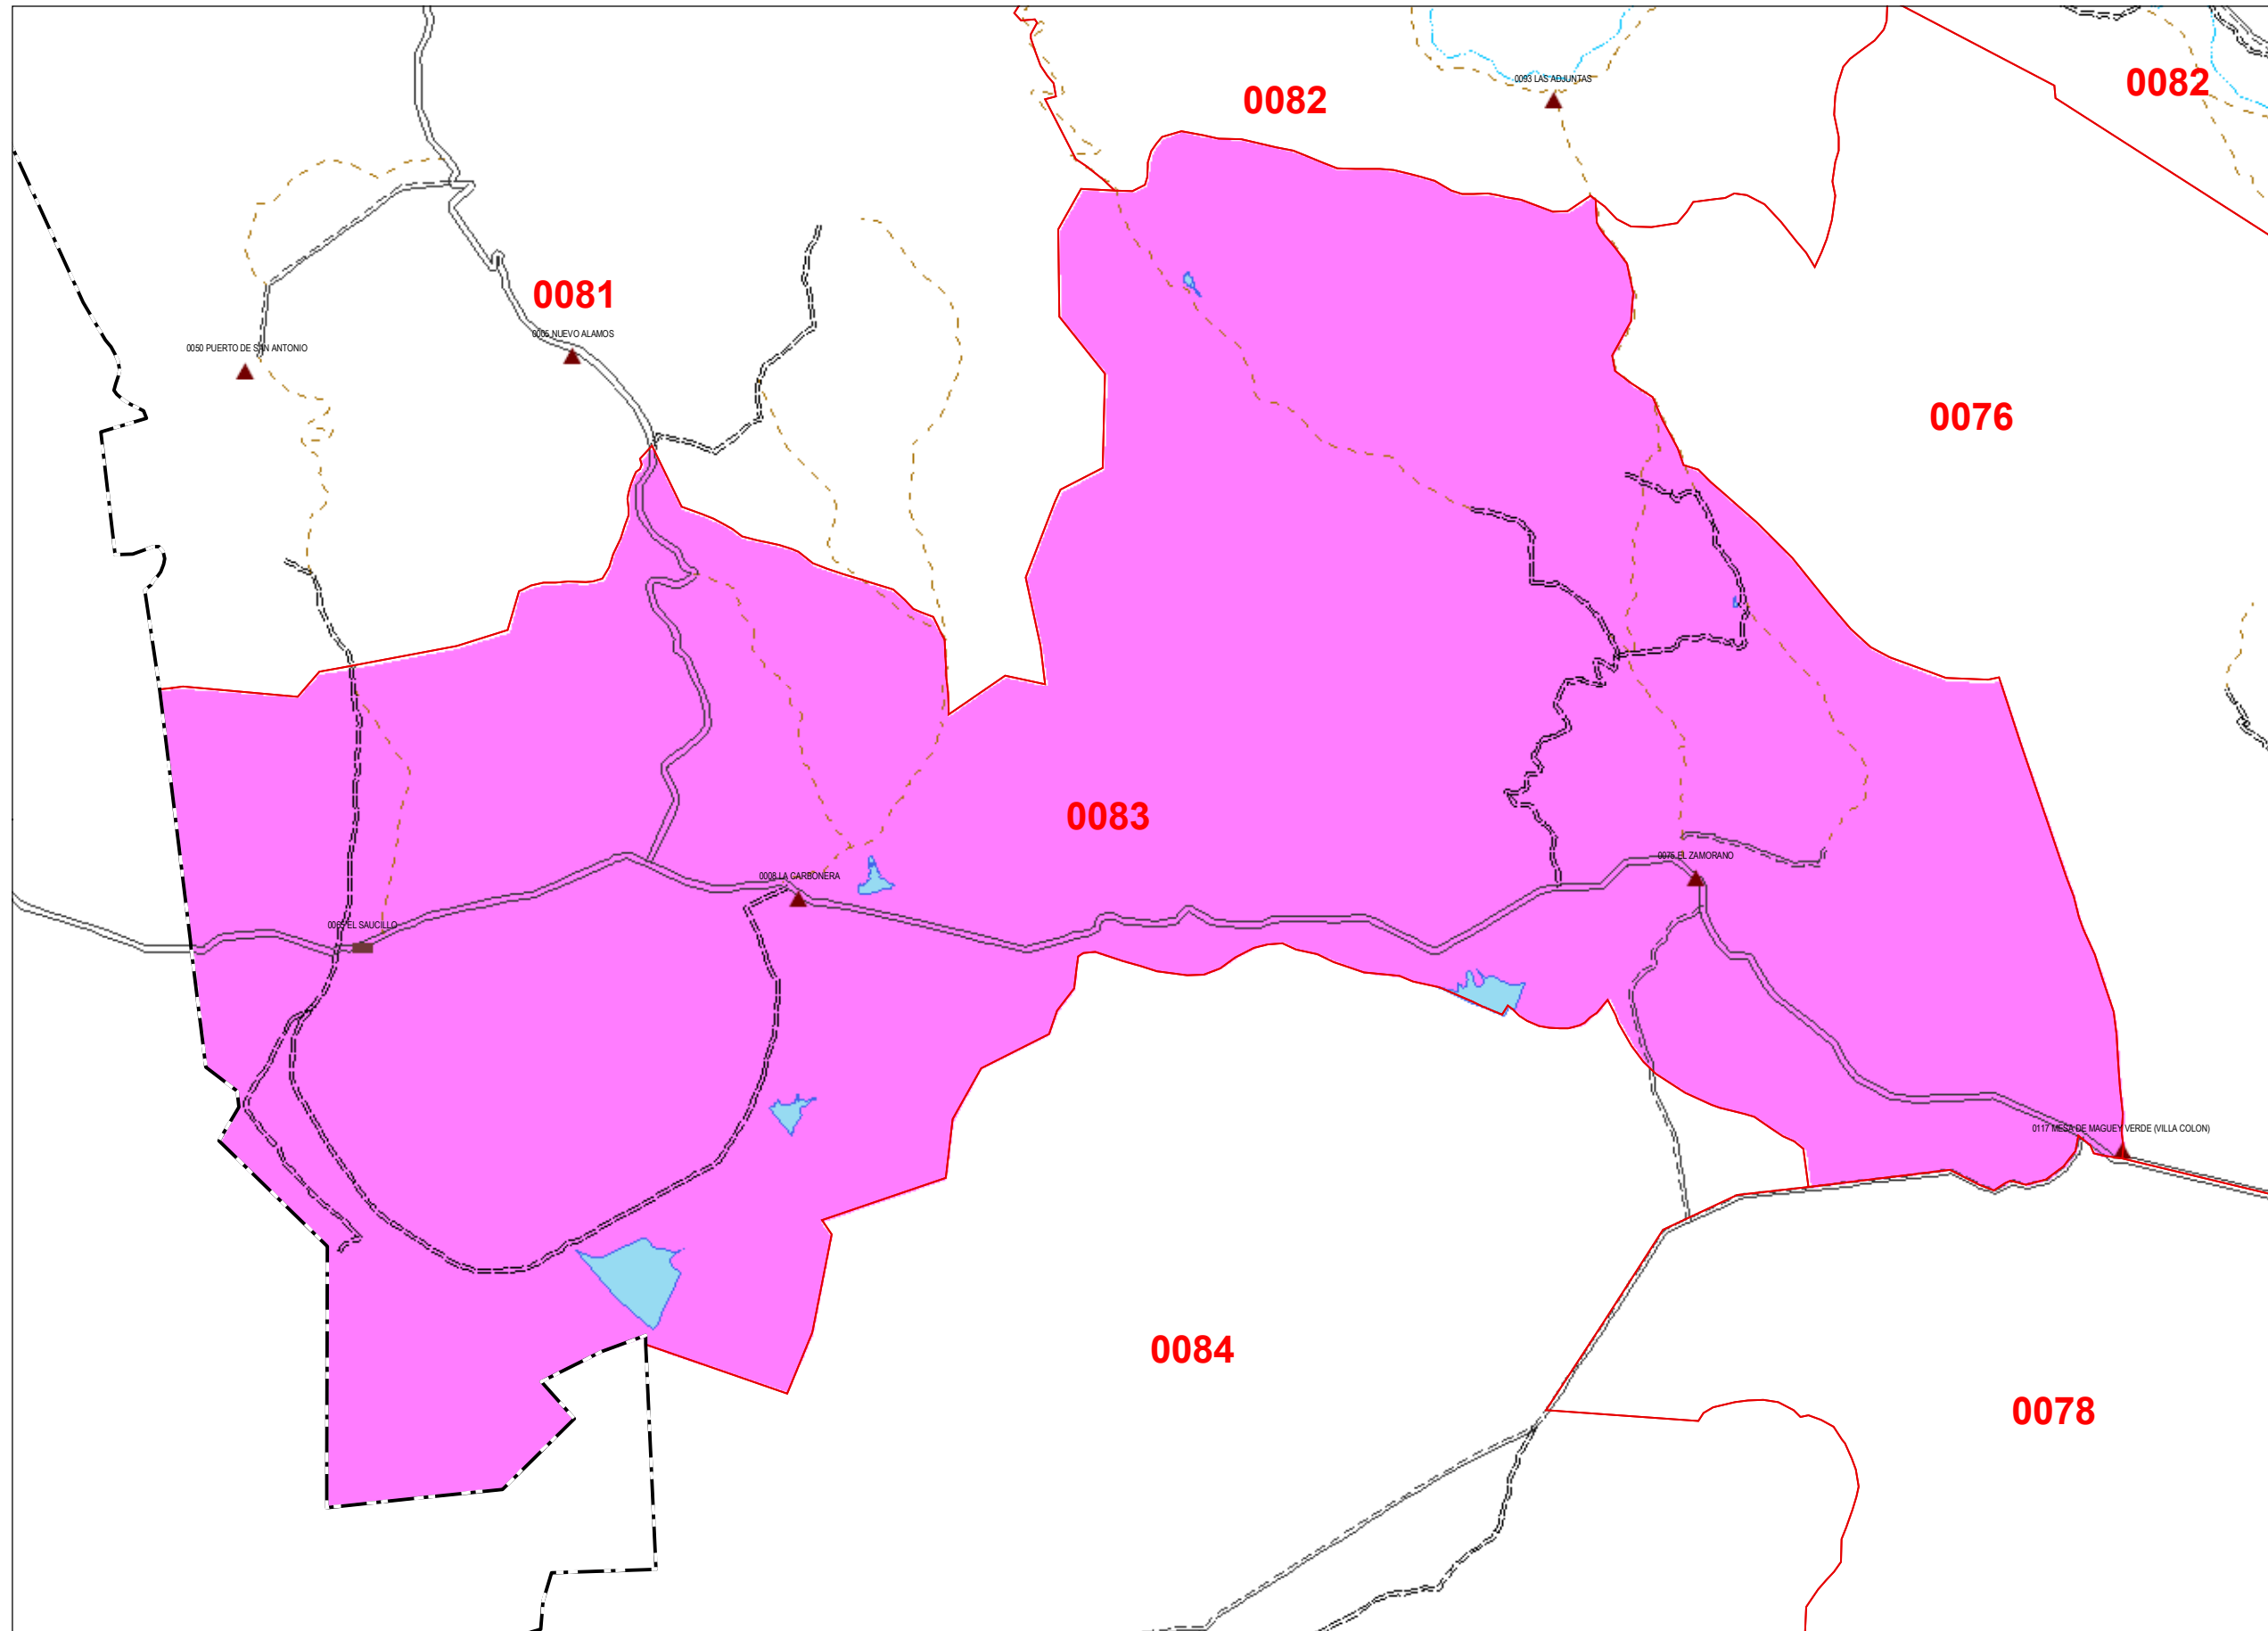 0093 LAS ADJUNTAS
0082
0082
0081
0005 NUEVO ALAMOS
0050 PUERTO DE SAN ANTONIO
0076
0083
0075 EL ZAMORANO
0008 LA CARBONERA
EL SAUCILLO
0117 MESA DE MAGUEY VERDE (VILLA COLON)
0084
0078